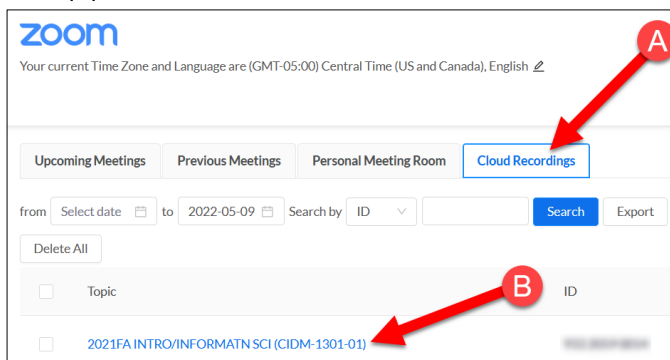 zoom
A
Your current Time Zone and Language are (GMT-05:00) Central Time (US and Canada), English
Upcoming Meetings Previous Meetings Personal Meeting Room Cloud Recordings
from Select date to 2022-05-09 Search by ID Search Export
Delete All
B
Topic ID
2021FA INTRO/INFORMATN SCI (CIDM-1301-01)